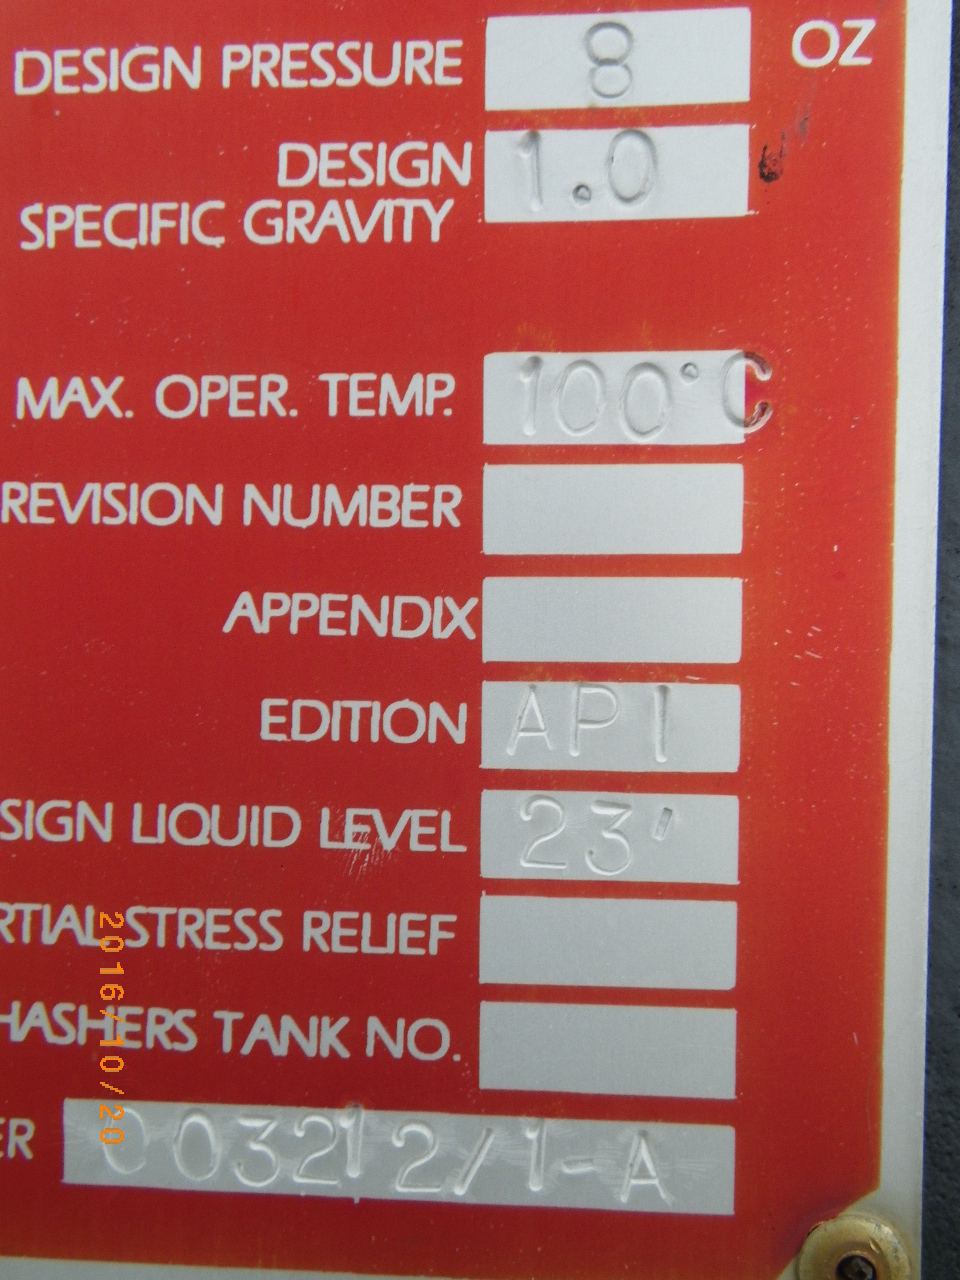 DESIGN PRESSURE 8 OZ
DESIGN
SPECIFIC GRAVITY 1.0
MAX. OPER. TEMP. 100°C
REVISION NUMBER
APPENDIX
EDITION API
SIGN LIQUID LEVEL 23'
RTIAL STRESS RELIEF
HASHERS TANK NO.
ER 003212/1-A
2016/10/20